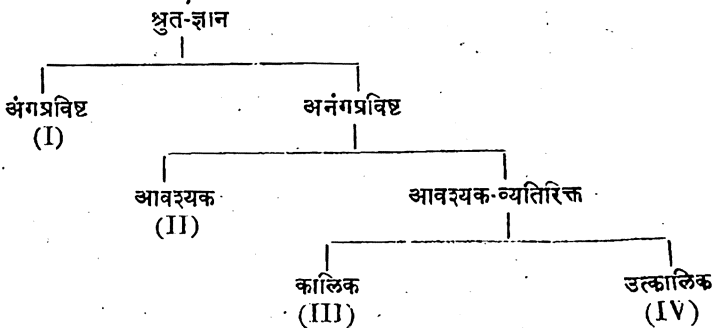 श्रुत-ज्ञान
अंगप्रविष्ट अनंगप्रविष्ट
(I)
आवश्यक आवश्यक-व्यतिरिक्त
(II)
कालिक उत्कालिक
(III) (IV)